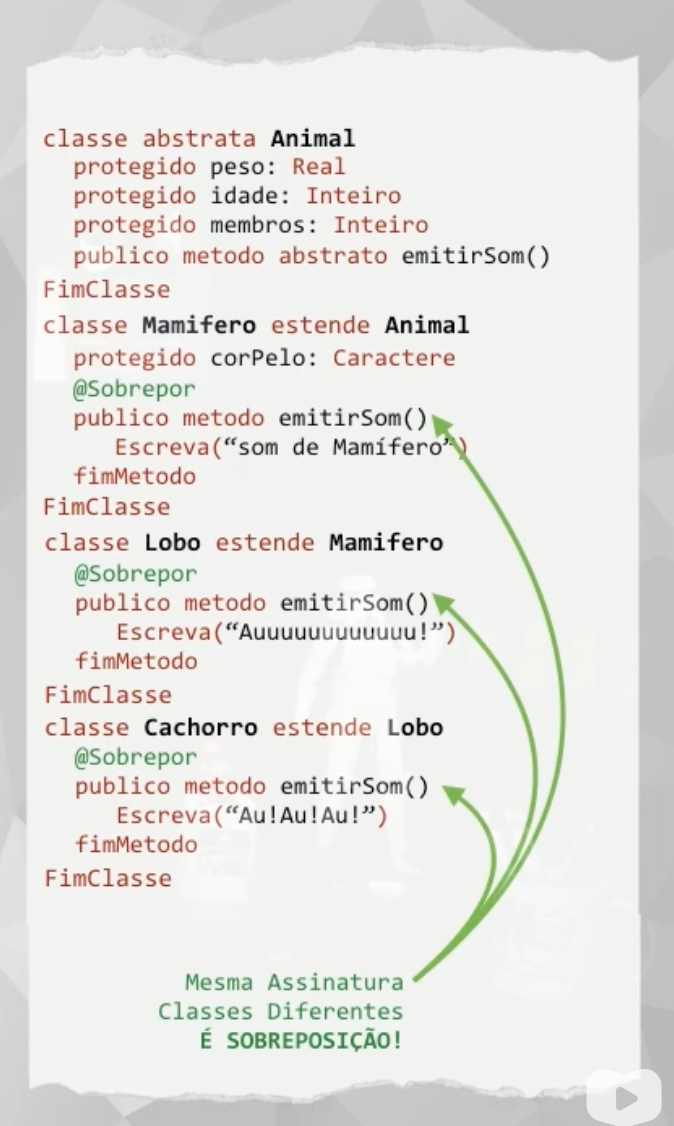 classe abstrata Animal
protegido peso: Real
protegido idade: Inteiro
protegido membros: Inteiro
publico metodo abstrato emitirSom()
FimClasse
classe Mamifero estende Animal
protegido corPelo: Caractere
@Sobrepor
publico metodo emitirSom()
Escreva(“som de Mamífero”)
fimMetodo
FimClasse
classe Lobo estende Mamifero
@Sobrepor
publico metodo emitirSom()
Escreva(“Auuuuuuuuuuuu!”)
fimMetodo
FimClasse
classe Cachorro estende Lobo
@Sobrepor
publico metodo emitirSom()
Escreva(“Au!Au!Au!”)
fimMetodo
FimClasse
Mesma Assinatura
Classes Diferentes
É SOBREPOSIÇÃO!